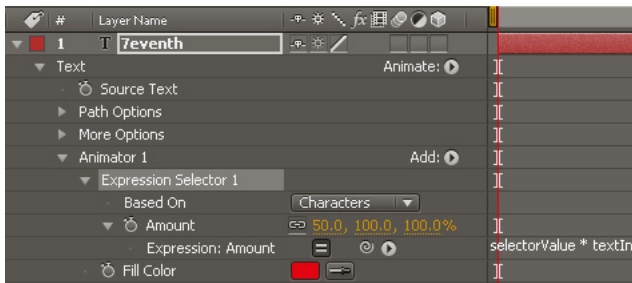 # Layer Name fx
1 T 7eventh
Text Animate:
Source Text
Path Options
More Options
Animator 1 Add:
Expression Selector 1
Based On Characters
Amount 50.0, 100.0, 100.0%
Expression: Amount selectorValue * textIn
Fill Color